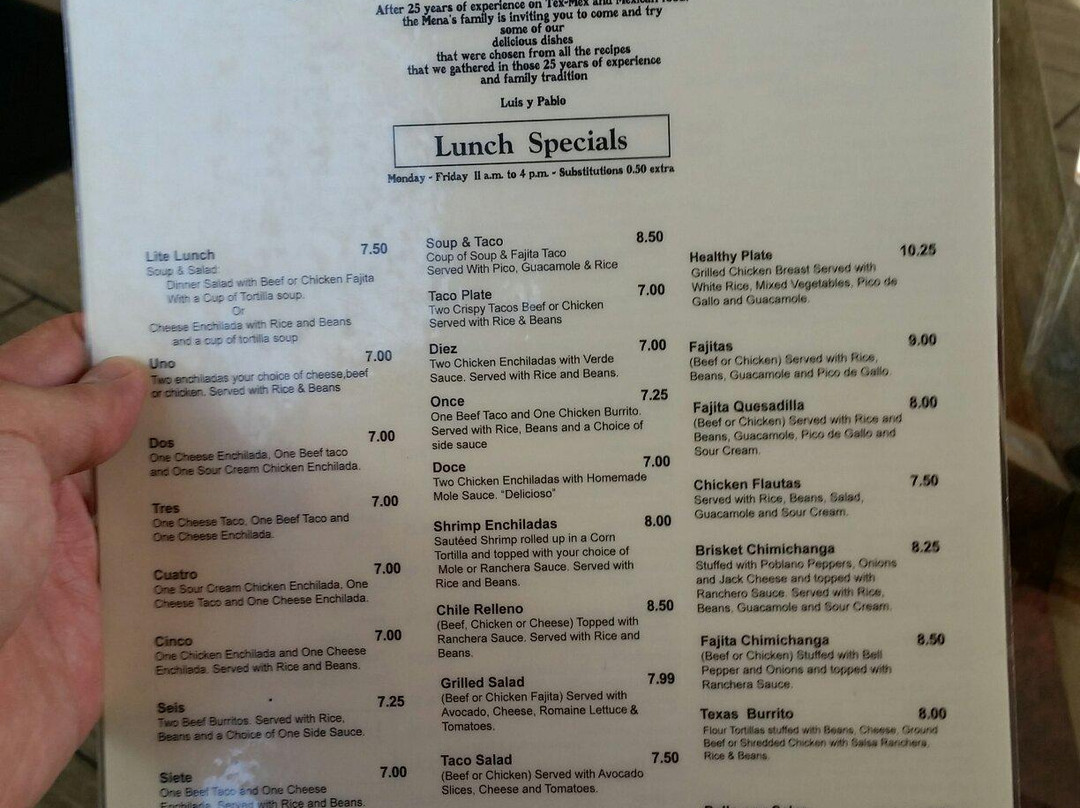 After 25 years of experience on Tex-Mex and Mexican food
the Mena's family is inviting you to come and try
some of our
delicious dishes
that were chosen from all the recipes
that we gathered in those 25 years of experience
and family tradition
Luis y Pablo
Lunch Specials
Monday - Friday 11 a.m. to 4 p.m. - Substitutions 0.50 extra
Lite Lunch 7.50
Soup & Salad:
Dinner Salad with Beef or Chicken Fajita
With a Cup of Tortilla soup.
Or
Cheese Enchilada with Rice and Beans
and a cup of tortilla soup
Uno 7.00
Two enchiladas your choice of cheese,beef
or chicken. Served with Rice & Beans
Dos 7.00
One Cheese Enchilada, One Beef taco
and One Sour Cream Chicken Enchilada.
Tres 7.00
One Cheese Taco, One Beef Taco and
One Cheese Enchilada.
Cuatro 7.00
One Sour Cream Chicken Enchilada, One
Cheese Taco and One Cheese Enchilada.
Cinco 7.00
One Chicken Enchilada and One Cheese
Enchilada. Served with Rice and Beans.
Seis 7.25
Two Beef Burritos. Served with Rice,
Beans and a Choice of One Side Sauce.
Siete 7.00
One Beef Taco and One Cheese
Enchilada. Served with Rice and Beans.
Soup & Taco 8.50
Coup of Soup & Fajita Taco
Served With Pico, Guacamole & Rice
Taco Plate 7.00
Two Crispy Tacos Beef or Chicken
Served with Rice & Beans
Diez 7.00
Two Chicken Enchiladas with Verde
Sauce. Served with Rice and Beans.
Once 7.25
One Beef Taco and One Chicken Burrito.
Served with Rice, Beans and a Choice of
side sauce
Doce 7.00
Two Chicken Enchiladas with Homemade
Mole Sauce. "Delicioso"
Shrimp Enchiladas 8.00
Sautéed Shrimp rolled up in a Corn
Tortilla and topped with your choice of
Mole or Ranchera Sauce. Served with
Rice and Beans.
Chile Relleno 8.50
(Beef, Chicken or Cheese) Topped with
Ranchera Sauce. Served with Rice and
Beans.
Grilled Salad 7.99
(Beef or Chicken Fajita) Served with
Avocado, Cheese, Romaine Lettuce &
Tomatoes.
Taco Salad 7.50
(Beef or Chicken) Served with Avocado
Slices, Cheese and Tomatoes.
Healthy Plate 10.25
Grilled Chicken Breast Served with
White Rice, Mixed Vegetables, Pico de
Gallo and Guacamole.
Fajitas 9.00
(Beef or Chicken) Served with Rice,
Beans, Guacamole and Pico de Gallo.
Fajita Quesadilla 8.00
(Beef or Chicken) Served with Rice and
Beans, Guacamole, Pico de Gallo and
Sour Cream.
Chicken Flautas 7.50
Served with Rice, Beans, Salad,
Guacamole and Sour Cream.
Brisket Chimichanga 8.25
Stuffed with Poblano Peppers, Onions
and Jack Cheese and topped with
Ranchero Sauce. Served with Rice,
Beans, Guacamole and Sour Cream.
Fajita Chimichanga 8.50
(Beef or Chicken) Stuffed with Bell
Pepper and Onions and topped with
Ranchera Sauce.
Texas Burrito 8.00
Flour Tortillas stuffed with Beans, Cheese, Ground
Beef or Shredded Chicken with Salsa Ranchera,
Rice & Beans.